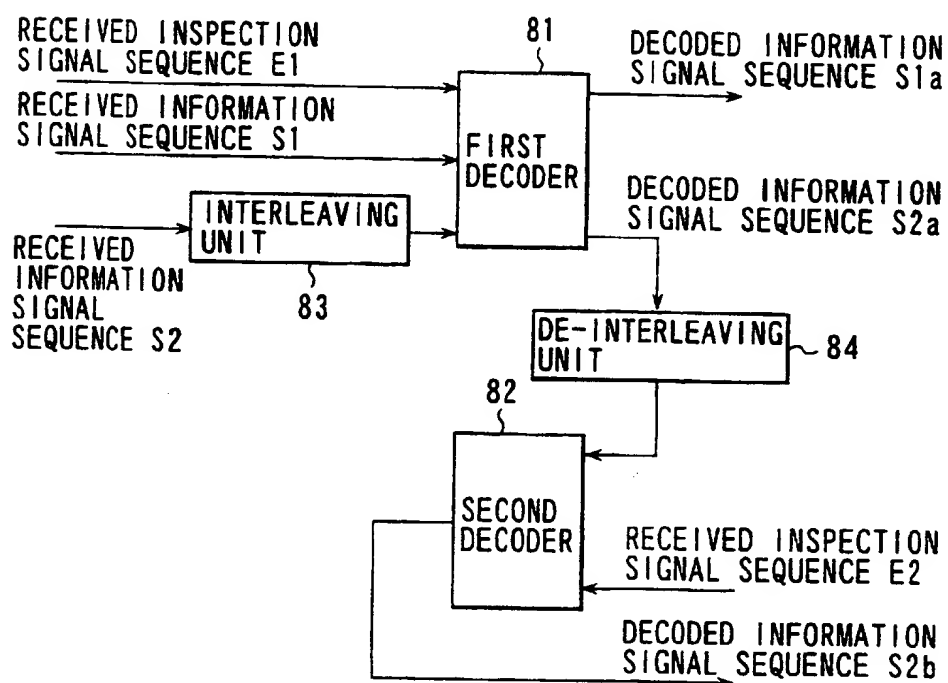 RECEIVED INSPECTION
SIGNAL SEQUENCE E1
RECEIVED INFORMATION
SIGNAL SEQUENCE S1
81
DECODED INFORMATION
SIGNAL SEQUENCE S1a
FIRST
DECODER
DECODED INFORMATION
SIGNAL SEQUENCE S2a
INTERLEAVING
UNIT
83
RECEIVED
INFORMATION
SIGNAL
SEQUENCE S2
DE-INTERLEAVING
UNIT
84
82
SECOND
DECODER
RECEIVED INSPECTION
SIGNAL SEQUENCE E2
DECODED INFORMATION
SIGNAL SEQUENCE S2b